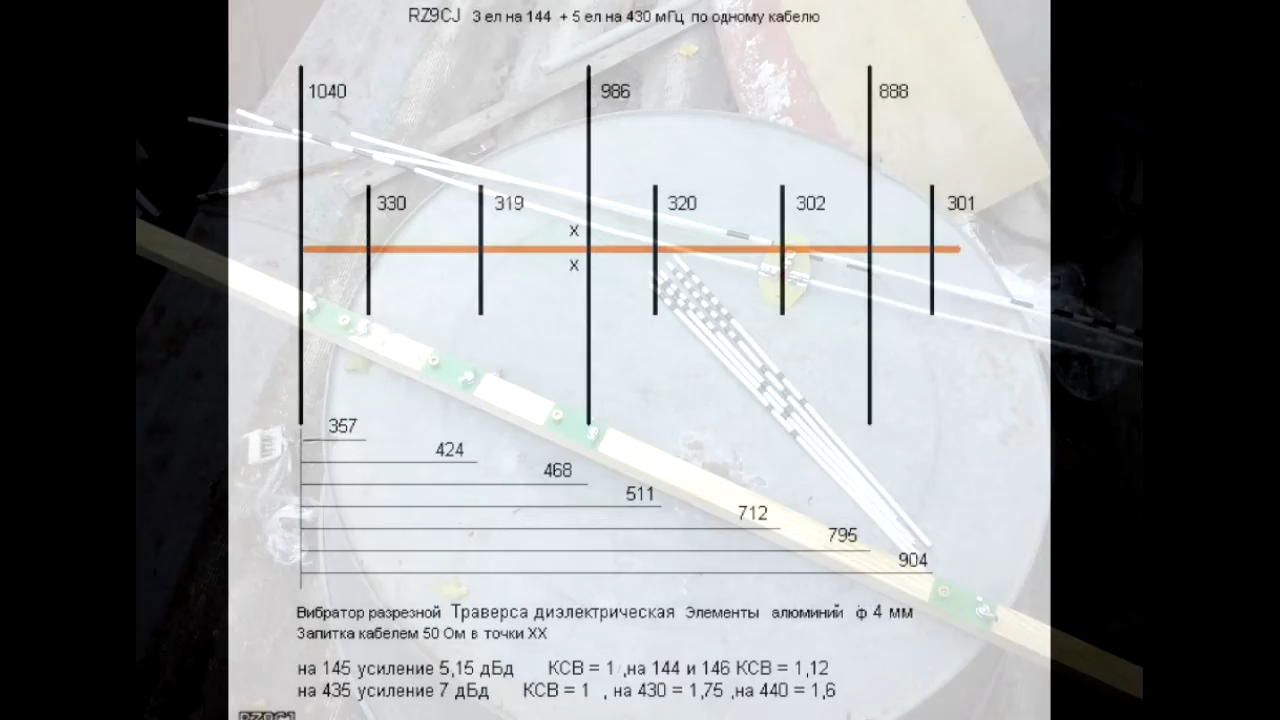 RZ9CJ 3 ел на 144 + 5 ел на 430 мГц по одному кабелю
1040 986 888
330 319 320 302 301
X
X
357
424
468
511
712
795
904
Вибратор разрезной Траверса диэлектрическая Элементы алюминий ф 4 мм
Запитка кабелем 50 Ом в точки XX
на 145 усиление 5,15 дБд КСВ = 1 ,на 144 и 146 КСВ = 1,12
на 435 усиление 7 дБд КСВ = 1 , на 430 = 1,75 ,на 440 = 1,6
RZ9CJ